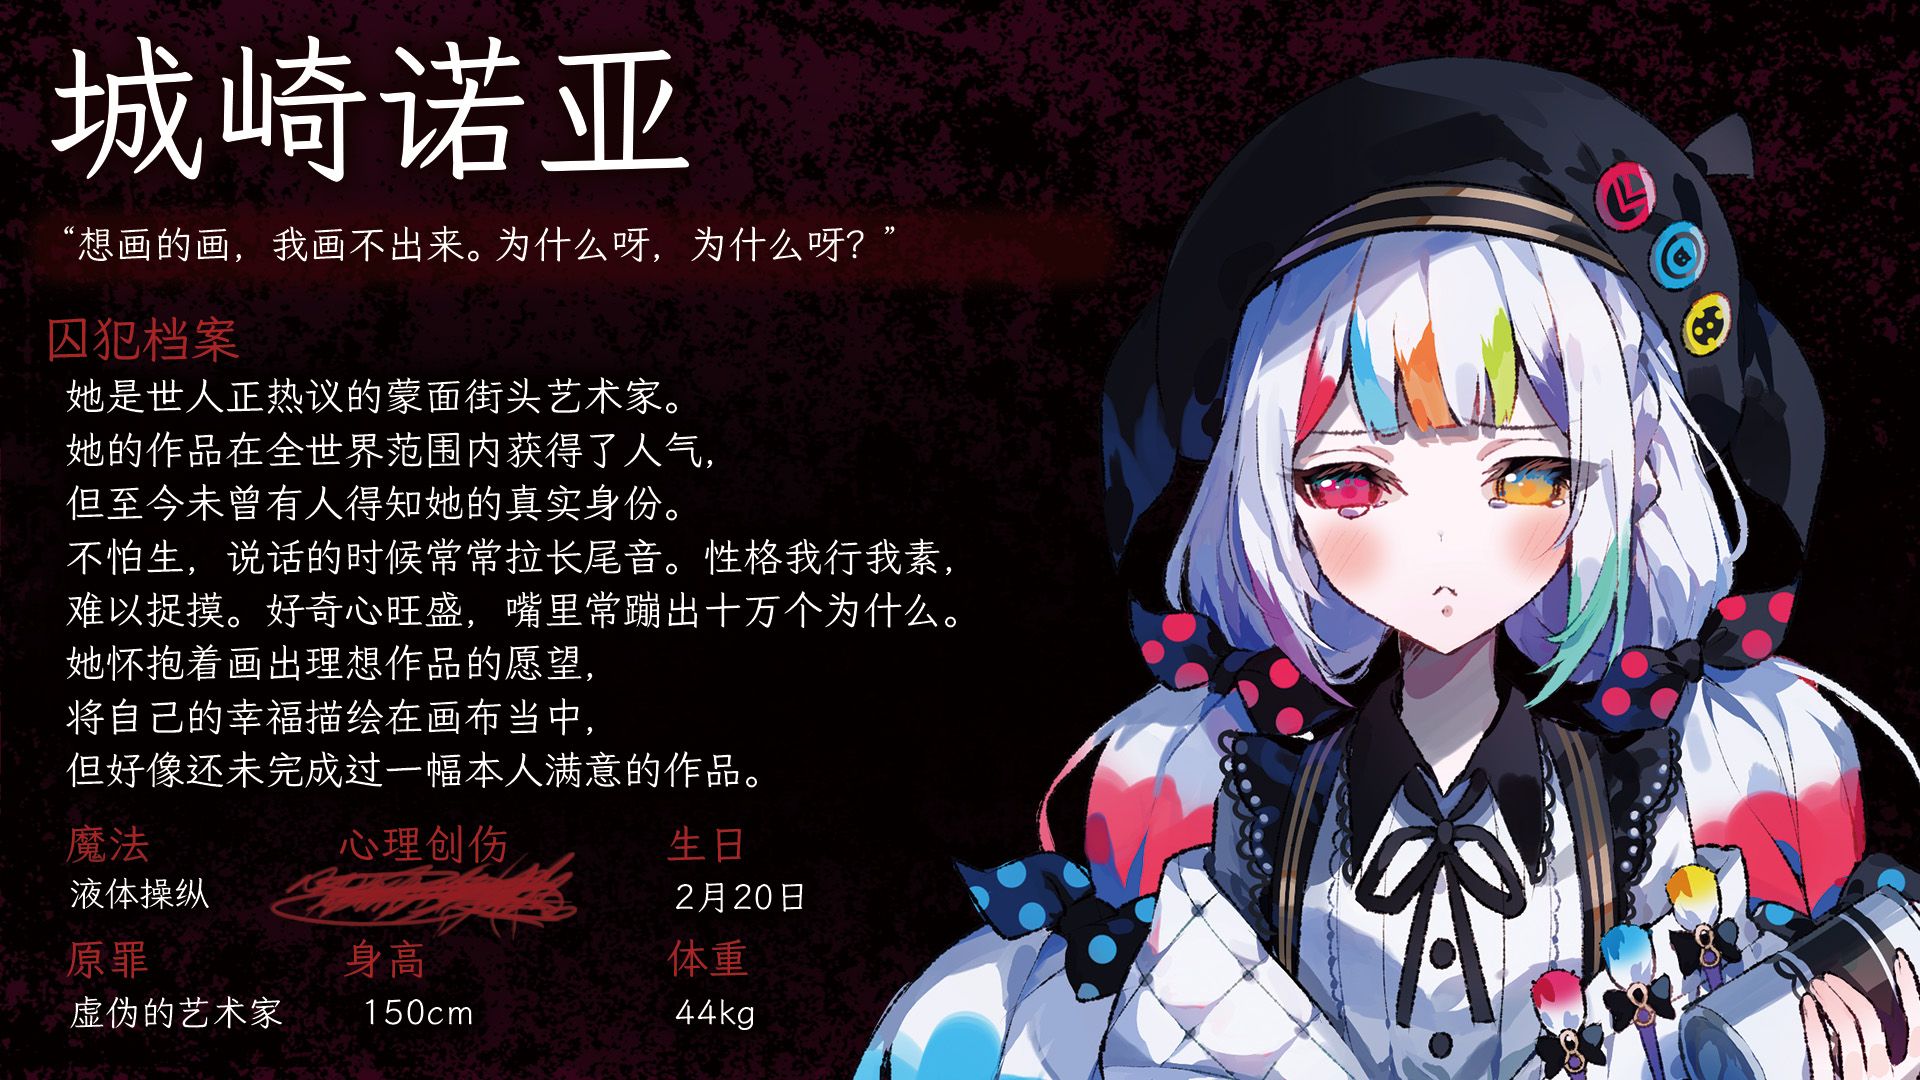 城崎诺亚
“想画的画，我画不出来。为什么呀，为什么呀？”
囚犯档案
她是世人正热议的蒙面街头艺术家。
她的作品在全世界范围内获得了人气，
但至今未曾有人得知她的真实身份。
不怕生，说话的时候常常拉长尾音。性格我行我素，
难以捉摸。好奇心旺盛，嘴里常蹦出十万个为什么。
她怀抱着画出理想作品的愿望，
将自己的幸福描绘在画布当中，
但好像还未完成过一幅本人满意的作品。
魔法 心理创伤 生日
液体操纵 2月20日
原罪 身高 体重
虚伪的艺术家 150cm 44kg